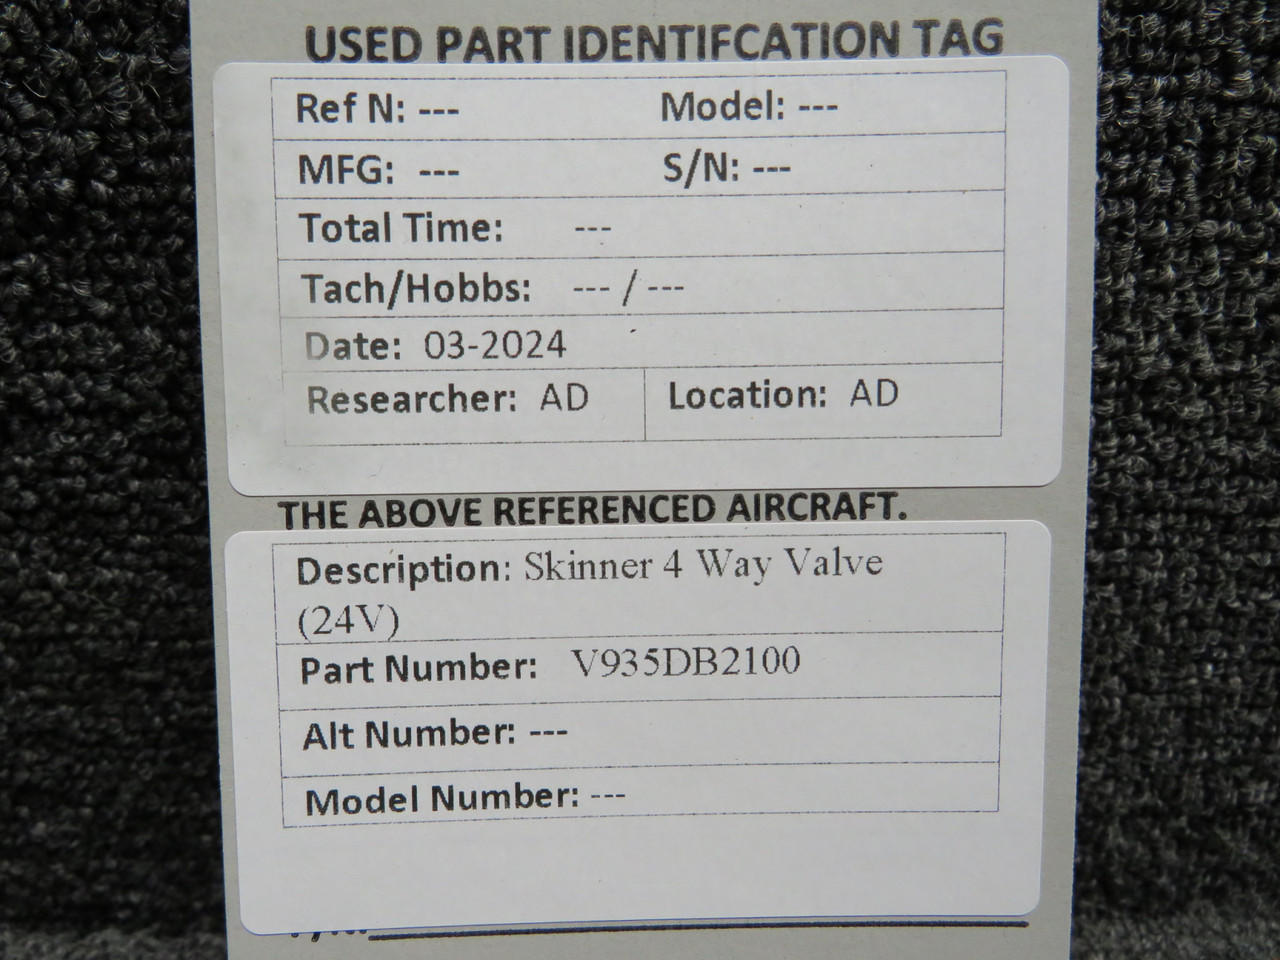 USED PART IDENTIFCATION TAG
Ref N: --- Model: ---
MFG: --- S/N: ---
Total Time: ---
Tach/Hobbs: --- / ---
Date: 03-2024
Researcher: AD Location: AD
THE ABOVE REFERENCED AIRCRAFT.
Description: Skinner 4 Way Valve
(24V)
Part Number: V935DB2100
Alt Number: ---
Model Number: ---